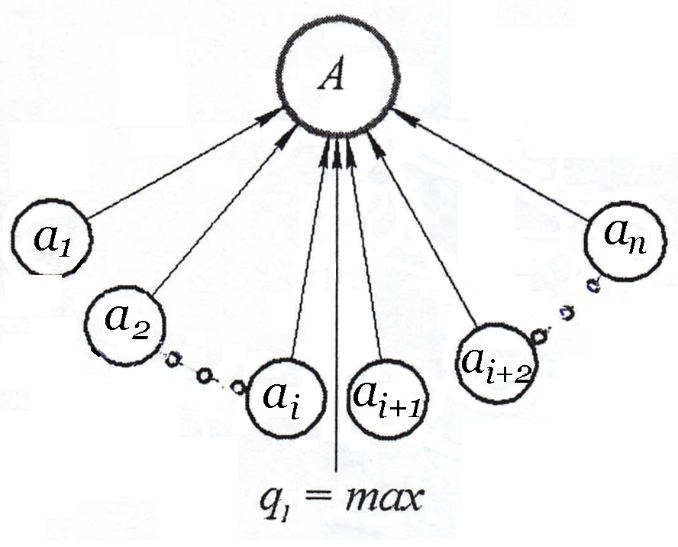 A
a₁
a₂
aᵢ
aᵢ₊₁
aᵢ₊₂
aₙ
q₁ = max